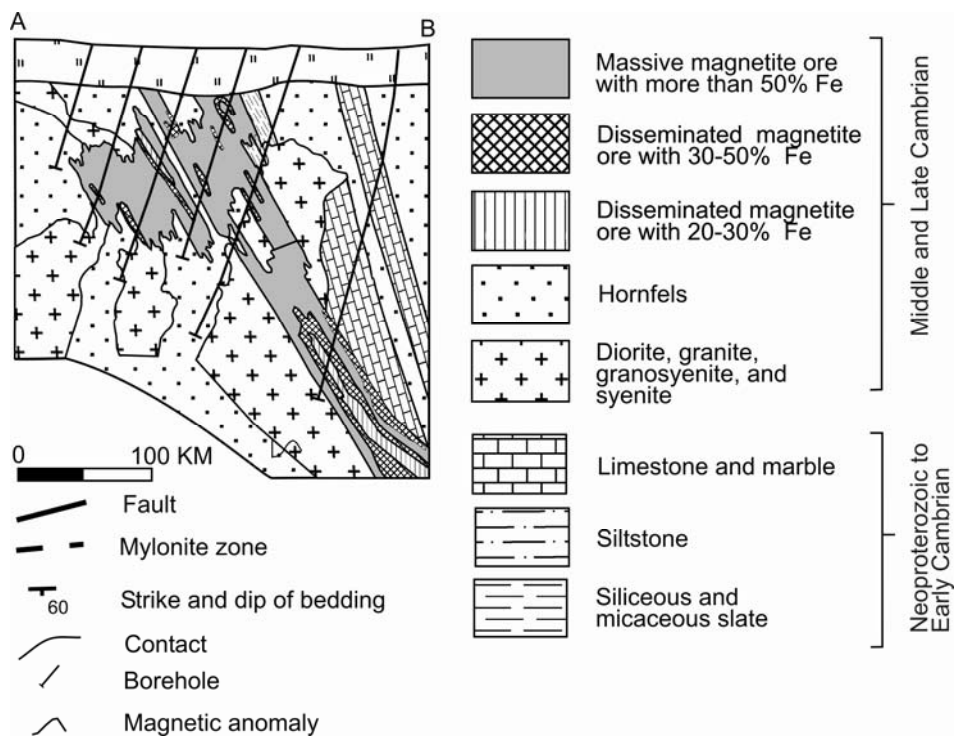 A
B
Massive magnetite ore
with more than 50% Fe
Disseminated magnetite
ore with 30-50% Fe
Disseminated magnetite
ore with 20-30% Fe
Hornfels
Diorite, granite,
granosyenite, and
syenite
Middle and Late Cambrian
Limestone and marble
Siltstone
Siliceous and
micaceous slate
Neoproterozoic to
Early Cambrian
0 100 KM
Fault
Mylonite zone
60
Strike and dip of bedding
Contact
Borehole
Magnetic anomaly